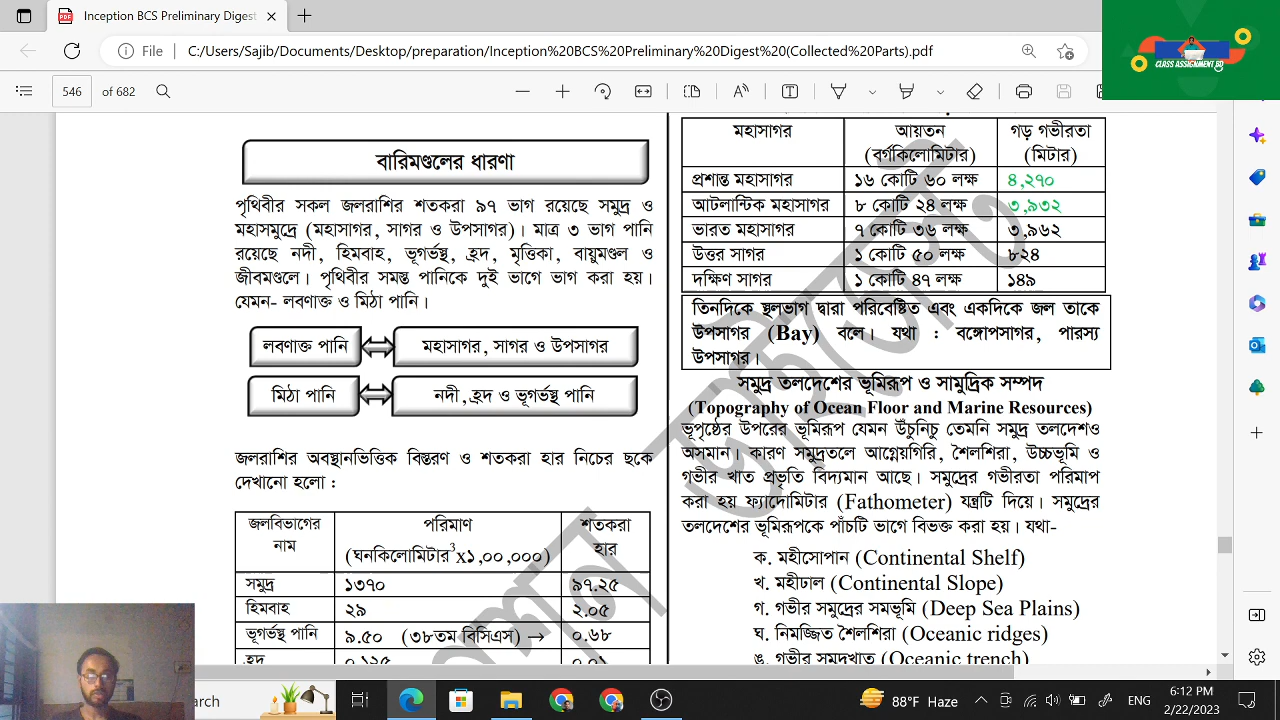 Inception BCS Preliminary Digest
File
C:/Users/Sajib/Documents/Desktop/preparation/Inception%20BCS%20Preliminary%20Digest%20(Collected%20Parts).pdf
CLASS ASSIGNMENT BD
546 of 682
বারিমণ্ডলের ধারণা
পৃথিবীর সকল জলরাশির শতকরা ৯৭ ভাগ রয়েছে সমুদ্র ও
মহাসমুদ্রে (মহাসাগর, সাগর ও উপসাগর)। মাত্র ৩ ভাগ পানি
রয়েছে নদী, হিমবাহ, ভূগর্ভস্থ, হ্রদ, মৃত্তিকা, বায়ুমণ্ডল ও
জীবমণ্ডলে। পৃথিবীর সমস্ত পানিকে দুই ভাগে ভাগ করা হয়।
যেমন- লবণাক্ত ও মিঠা পানি।
লবণাক্ত পানি মহাসাগর, সাগর ও উপসাগর
মিঠা পানি নদী, হ্রদ ও ভূগর্ভস্থ পানি
জলরাশির অবস্থানভিত্তিক বিস্তরণ ও শতকরা হার নিচের ছকে
দেখানো হলো :
জলবিভাগের নাম পরিমাণ (ঘনকিলোমিটার³x১,০০,০০০) শতকরা হার
সমুদ্র ১৩৭০ ৯৭.২৫
হিমবাহ ২৯ ২.০৫
ভূগর্ভস্থ পানি ৯.৫০ (৩৮তম বিসিএস) → ০.৬৮
হ্রদ ০.১২৫ ০.০১
মহাসাগর আয়তন (বর্গকিলোমিটার) গড় গভীরতা (মিটার)
প্রশান্ত মহাসাগর ১৬ কোটি ৬০ লক্ষ ৪,২৭০
আটলান্টিক মহাসাগর ৮ কোটি ২৪ লক্ষ ৩,৯৩২
ভারত মহাসাগর ৭ কোটি ৩৬ লক্ষ ৩,৯৬২
উত্তর সাগর ১ কোটি ৫০ লক্ষ ৮২৪
দক্ষিণ সাগর ১ কোটি ৪৭ লক্ষ ১৪৯
তিনদিকে স্থলভাগ দ্বারা পরিবেষ্টিত এবং একদিকে জল তাকে
উপসাগর (Bay) বলে। যথা : বঙ্গোপসাগর, পারস্য
উপসাগর।
সমুদ্র তলদেশের ভূমিরূপ ও সামুদ্রিক সম্পদ
(Topography of Ocean Floor and Marine Resources)
ভূপৃষ্ঠের উপরের ভূমিরূপ যেমন উঁচুনিচু তেমনি সমুদ্র তলদেশও
অসমান। কারণ সমুদ্রতলে আগ্নেয়গিরি, শৈলশিরা, উচ্চভূমি ও
গভীর খাত প্রভৃতি বিদ্যমান আছে। সমুদ্রের গভীরতা পরিমাপ
করা হয় ফ্যাদোমিটার (Fathometer) যন্ত্রটি দিয়ে। সমুদ্রের
তলদেশের ভূমিরূপকে পাঁচটি ভাগে বিভক্ত করা হয়। যথা-
ক. মহীসোপান (Continental Shelf)
খ. মহীঢাল (Continental Slope)
গ. গভীর সমুদ্রের সমভূমি (Deep Sea Plains)
ঘ. নিমজ্জিত শৈলশিরা (Oceanic ridges)
ঙ. গভীর সমুদ্রখাত (Oceanic trench)
arch
88°F Haze
ENG
6:12 PM
2/22/2023